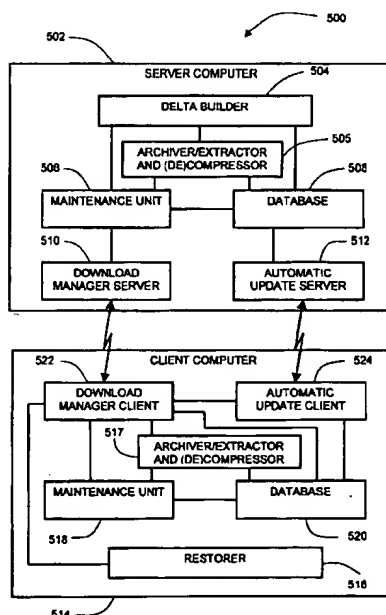 500
502
SERVER COMPUTER
504
DELTA BUILDER
505
ARCHIVER/EXTRACTOR
AND (DE)COMPRESSOR
506
508
MAINTENANCE UNIT
DATABASE
510
512
DOWNLOAD
MANAGER SERVER
AUTOMATIC
UPDATE SERVER
CLIENT COMPUTER
522
524
DOWNLOAD
MANAGER CLIENT
AUTOMATIC
UPDATE CLIENT
517
ARCHIVER/EXTRACTOR
AND (DE)COMPRESSOR
MAINTENANCE UNIT
DATABASE
518
520
RESTORER
516
514